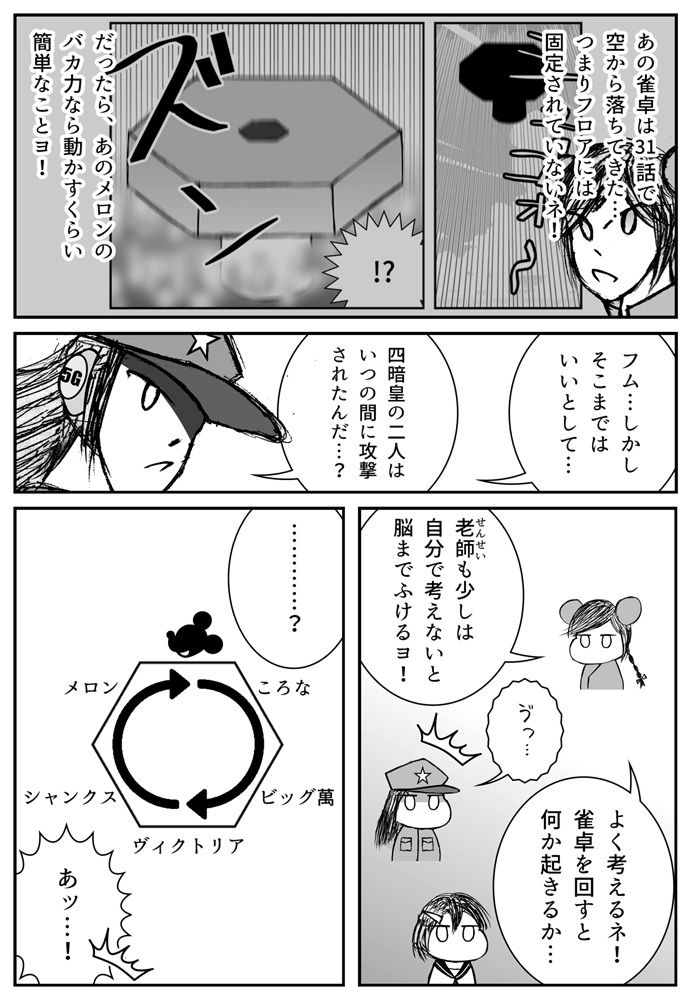 あの雀卓は31話で
空から落ちてきた…
つまりフロアには
固定されていないネ!
ズン
!?
だったら、あのメロンの
バカ力なら動かすくらい
簡単なことヨ!
フム…しかし
そこまでは
いいとして…
四暗皇の二人は
いつの間に攻撃
されたんだ…?
5G
老師も少しは
せんせい
自分で考えないと
脳までふけるョ!
ゔっ…
よく考えるネ!
雀卓を回すと
何か起きるか…
…………?
メロン
ころな
シャンクス
ビッグ萬
ヴィクトリア
あッ…!